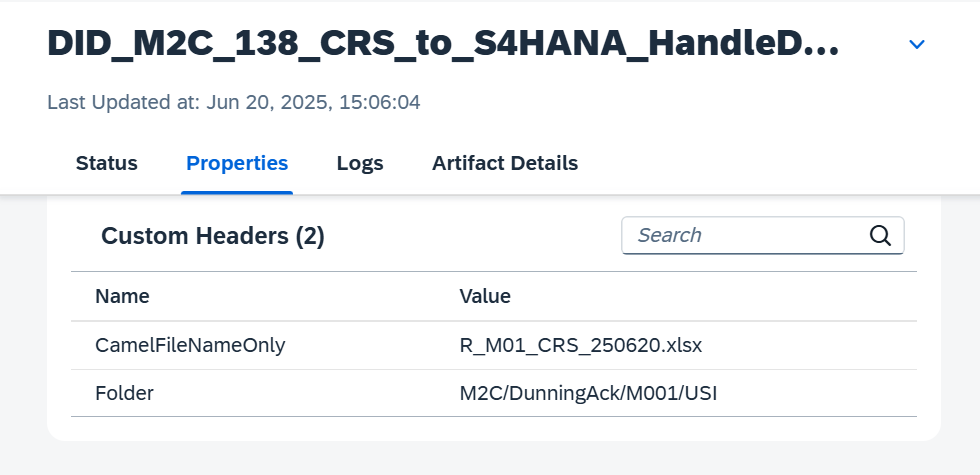 DID_M2C_138_CRS_to_S4HANA_HandleD...
Last Updated at: Jun 20, 2025, 15:06:04
Status Properties Logs Artifact Details
Custom Headers (2) Search
Name Value
CamelFileNameOnly R_M01_CRS_250620.xlsx
Folder M2C/DunningAck/M001/USI